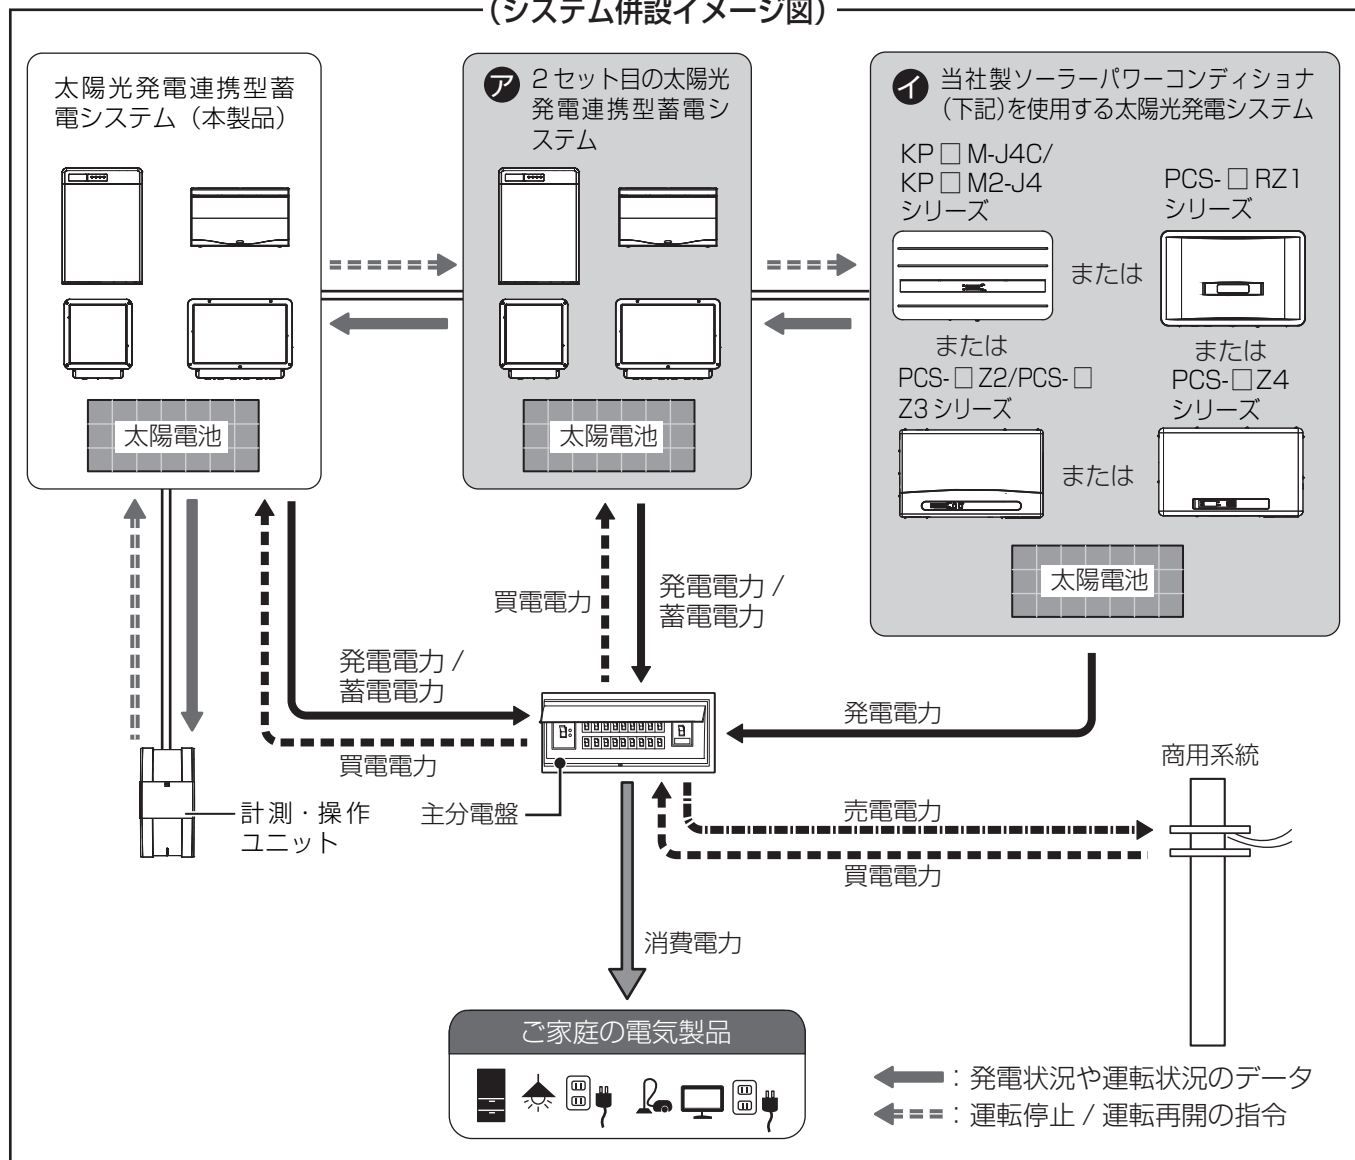 (システム併設イメージ図)
太陽光発電連携型蓄
電システム（本製品）
太陽電池
ア 2セット目の太陽光
発電連携型蓄電シ
ステム
太陽電池
イ 当社製ソーラーパワーコンディショナ
（下記）を使用する太陽光発電システム
KP□M-J4C/
KP□M2-J4
シリーズ
または
PCS-□RZ1
シリーズ
または
または
PCS-□Z2/PCS-□
Z3シリーズ
または
PCS-□Z4
シリーズ
太陽電池
買電電力
発電電力 /
蓄電電力
発電電力 /
蓄電電力
買電電力
発電電力
計測・操作
ユニット
主分電盤
商用系統
売電電力
買電電力
消費電力
ご家庭の電気製品
：発電状況や運転状況のデータ
：運転停止 / 運転再開の指令